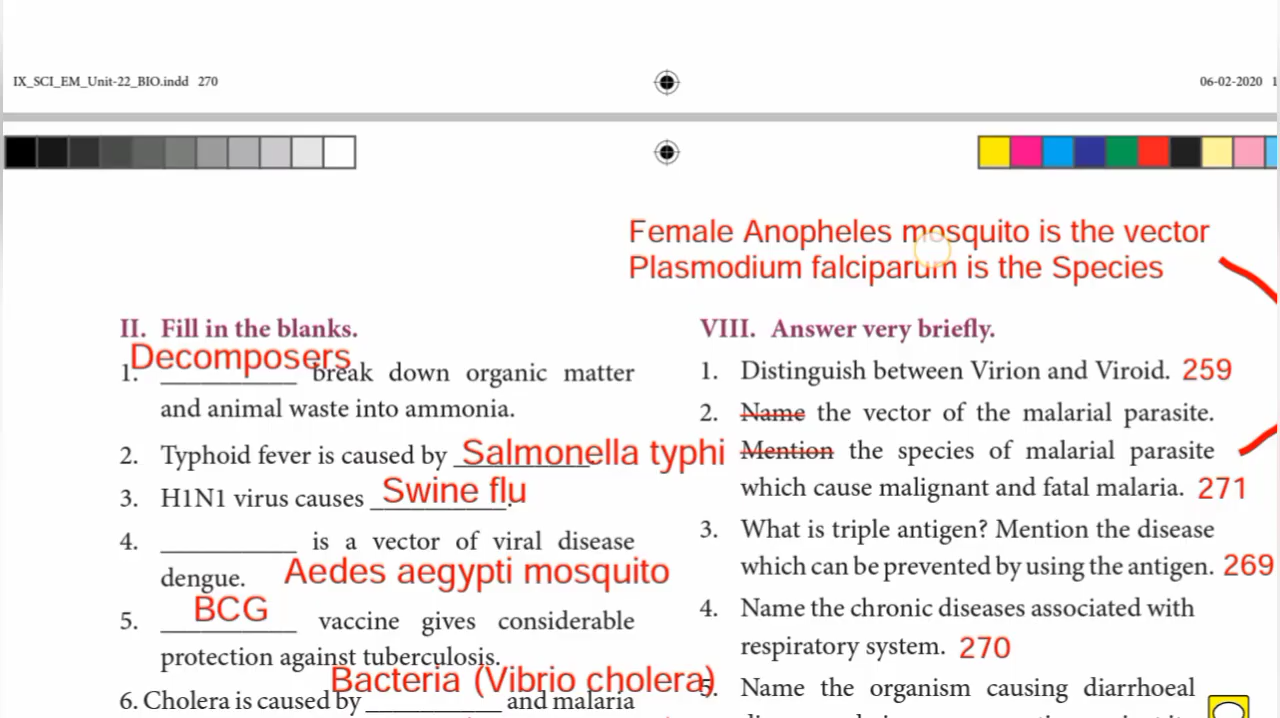 IX_SCI_EM_Unit-22_BIO.indd 270
06-02-2020 1
Female Anopheles mosquito is the vector
Plasmodium falciparum is the Species
II. Fill in the blanks.
Decomposers
1. __________ break down organic matter
and animal waste into ammonia.
2. Typhoid fever is caused by __________ Salmonella typhi
3. H1N1 virus causes __________. Swine flu
4. __________ is a vector of viral disease
dengue. Aedes aegypti mosquito
BCG
5. __________ vaccine gives considerable
protection against tuberculosis.
Bacteria (Vibrio cholera)
6. Cholera is caused by __________ and malaria
VIII. Answer very briefly.
1. Distinguish between Virion and Viroid. 259
2. Name the vector of the malarial parasite.
Mention the species of malarial parasite
which cause malignant and fatal malaria. 271
3. What is triple antigen? Mention the disease
which can be prevented by using the antigen. 269
4. Name the chronic diseases associated with
respiratory system. 270
5. Name the organism causing diarrhoeal